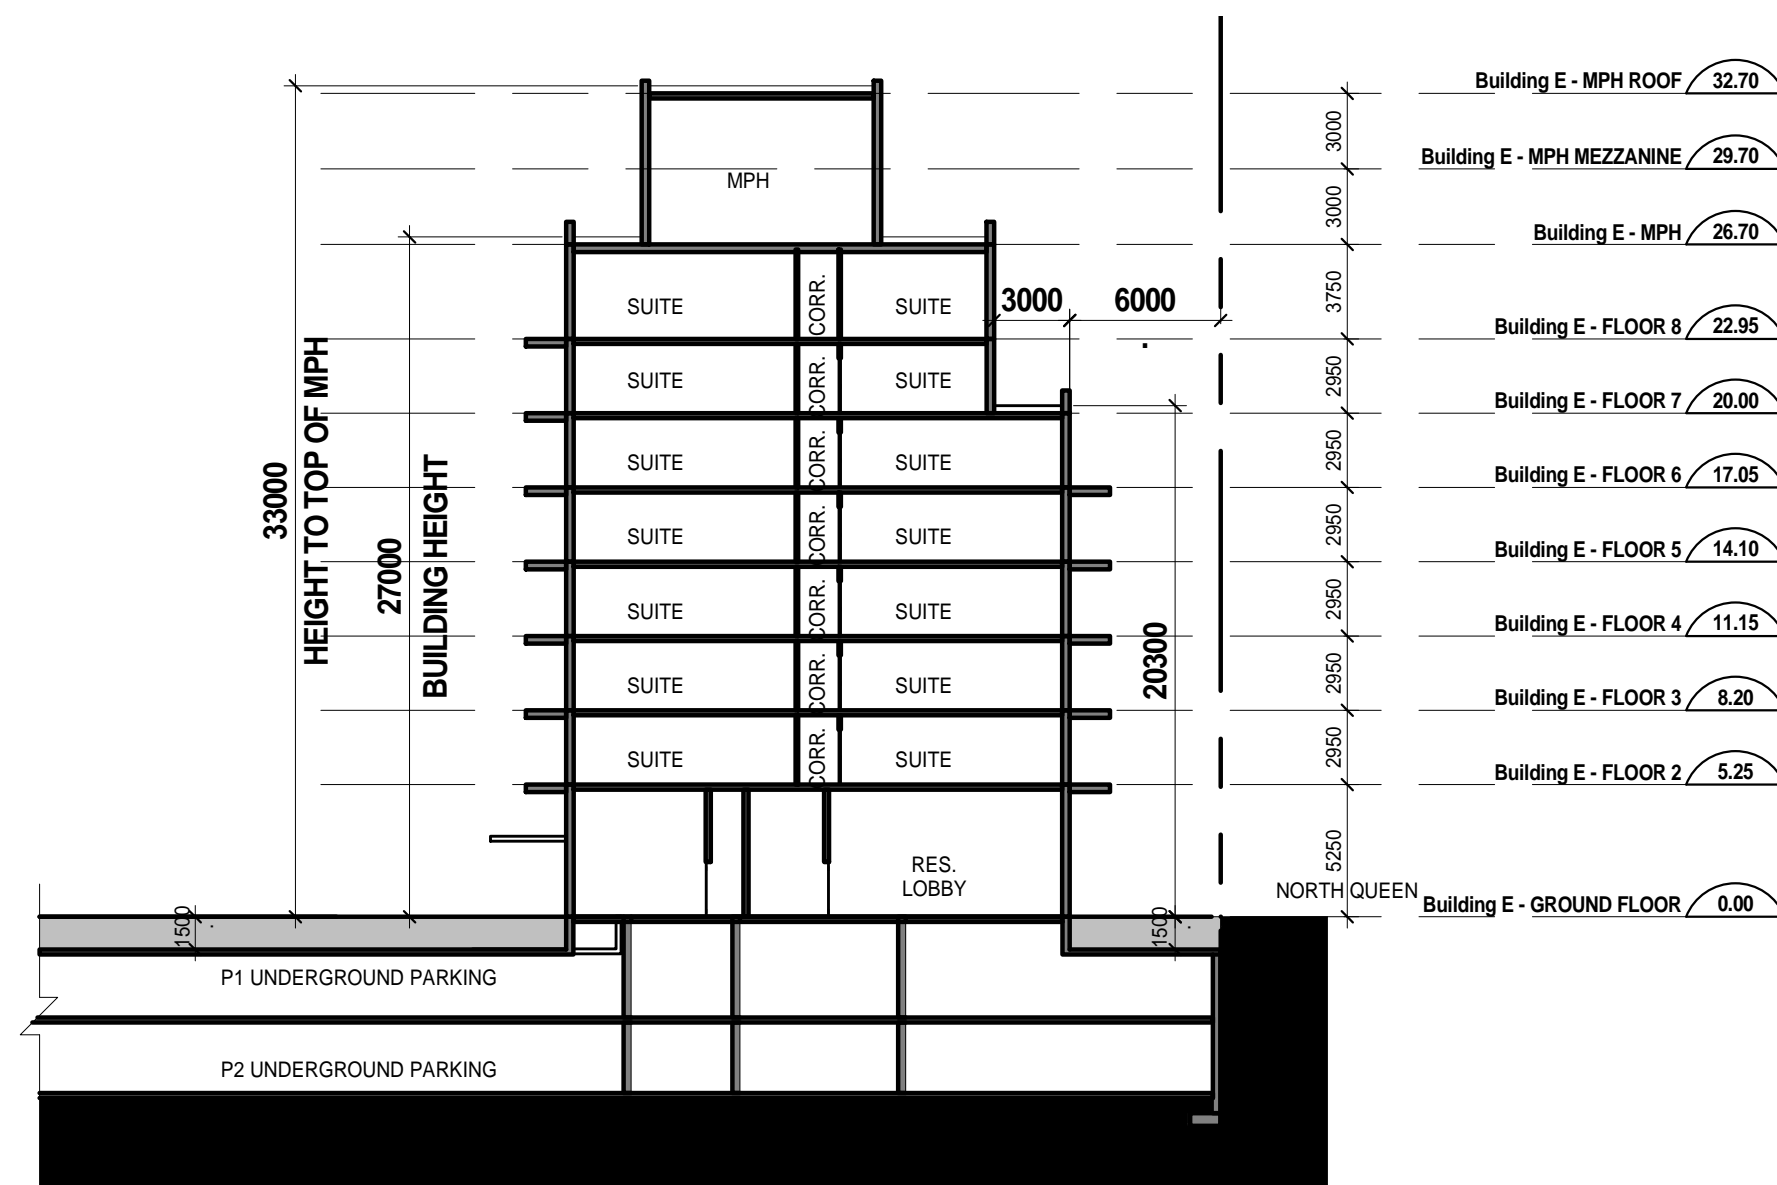 Building E - MPH ROOF 32.70
3000
Building E - MPH MEZZANINE 29.70
MPH
3000
Building E - MPH 26.70
3750
SUITE CORR. SUITE 3000 6000
Building E - FLOOR 8 22.95
2950
SUITE CORR. SUITE
Building E - FLOOR 7 20.00
2950
SUITE CORR. SUITE
Building E - FLOOR 6 17.05
33000
HEIGHT TO TOP OF MPH
27000
BUILDING HEIGHT
2950
SUITE CORR. SUITE
Building E - FLOOR 5 14.10
2950
SUITE CORR. SUITE
Building E - FLOOR 4 11.15
20300
2950
SUITE CORR. SUITE
Building E - FLOOR 3 8.20
2950
SUITE CORR. SUITE
Building E - FLOOR 2 5.25
5250
RES.
LOBBY
NORTH QUEEN
Building E - GROUND FLOOR 0.00
1500
1500
P1 UNDERGROUND PARKING
P2 UNDERGROUND PARKING